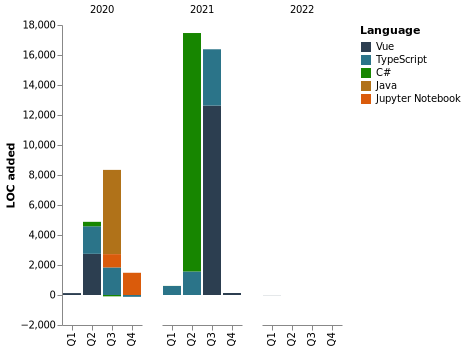 2020 2021 2022
Language
Vue
TypeScript
C#
Java
Jupyter Notebook
LOC added
18,000
16,000
14,000
12,000
10,000
8,000
6,000
4,000
2,000
0
−2,000
Q1 Q2 Q3 Q4 Q1 Q2 Q3 Q4 Q1 Q2 Q3 Q4